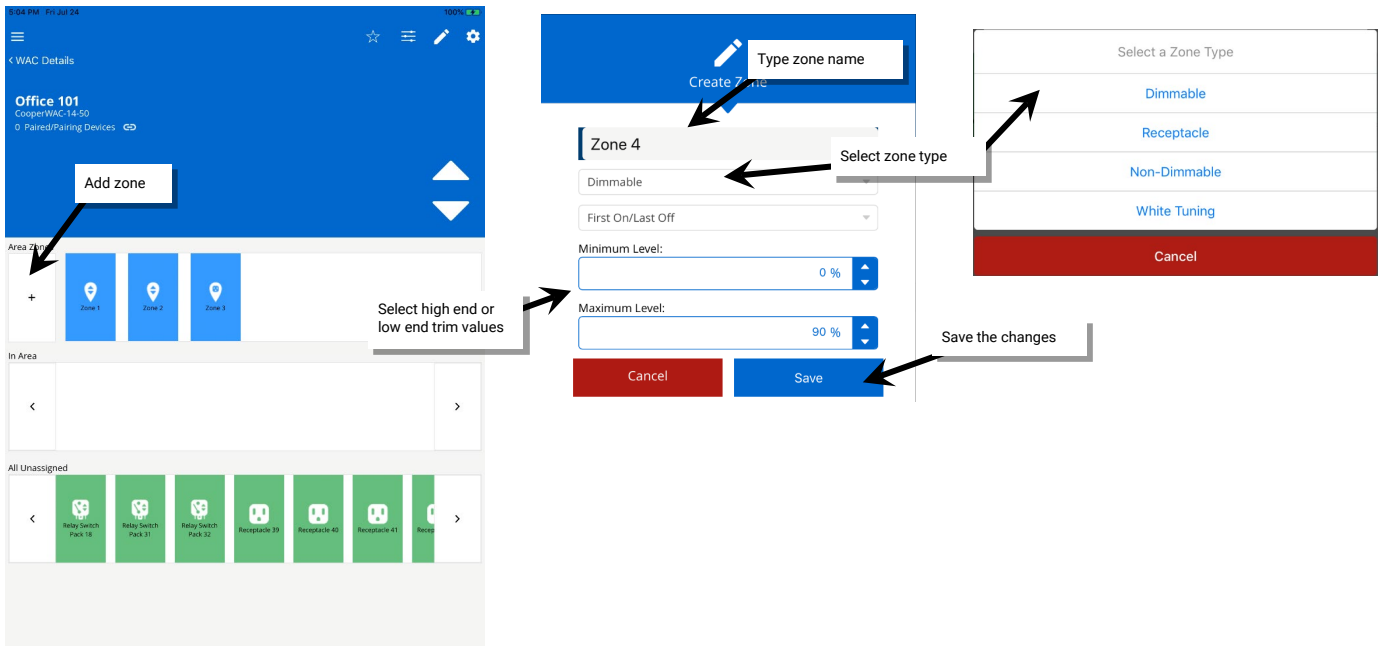 5:04 PM Fri Jul 24
100%
< WAC Details
Office 101
CooperWAC-14-50
0 Paired/Pairing Devices
Add zone
Area Zones
+
Zone 1
Zone 2
Zone 3
In Area
<
>
All Unassigned
<
Relay Switch
Pack 18
Relay Switch
Pack 31
Relay Switch
Pack 32
Receptacle 39
Receptacle 40
Receptacle 41
Recep
>
Type zone name
Create Zone
Zone 4
Select zone type
Dimmable
First On/Last Off
Minimum Level:
0 %
Select high end or
low end trim values
Maximum Level:
90 %
Save the changes
Cancel
Save
Select a Zone Type
Dimmable
Receptacle
Non-Dimmable
White Tuning
Cancel